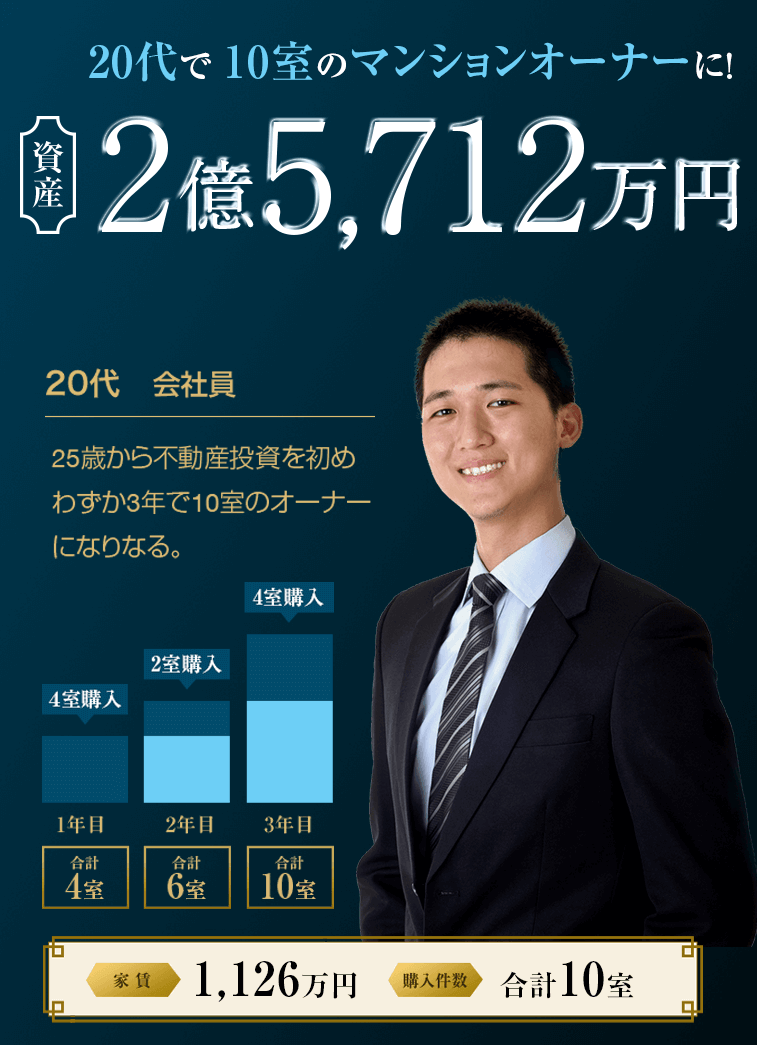 20代で10室のマンションオーナーに!
資産
2億5,712万円
20代 会社員
25歳から不動産投資を初め
わずか3年で10室のオーナー
になりなる。
4室購入
2室購入
4室購入
1年目
2年目
3年目
合計
4室
合計
6室
合計
10室
家賃 1,126万円 購入件数 合計10室